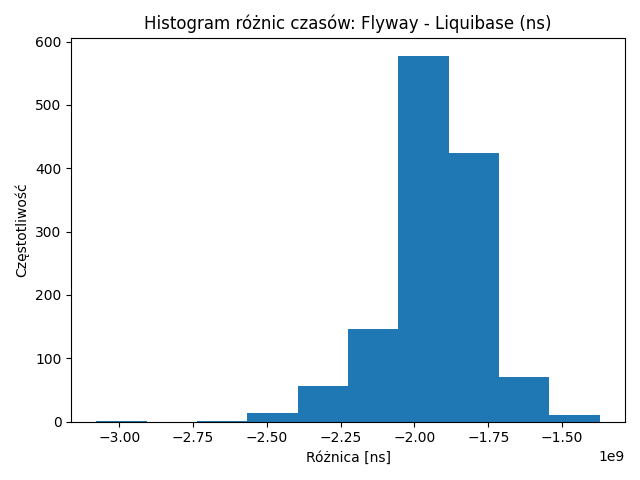 Histogram różnic czasów: Flyway - Liquibase (ns)
600
500
400
300
200
100
0
Częstotliwość
−3.00 −2.75 −2.50 −2.25 −2.00 −1.75 −1.50
1e9
Różnica [ns]